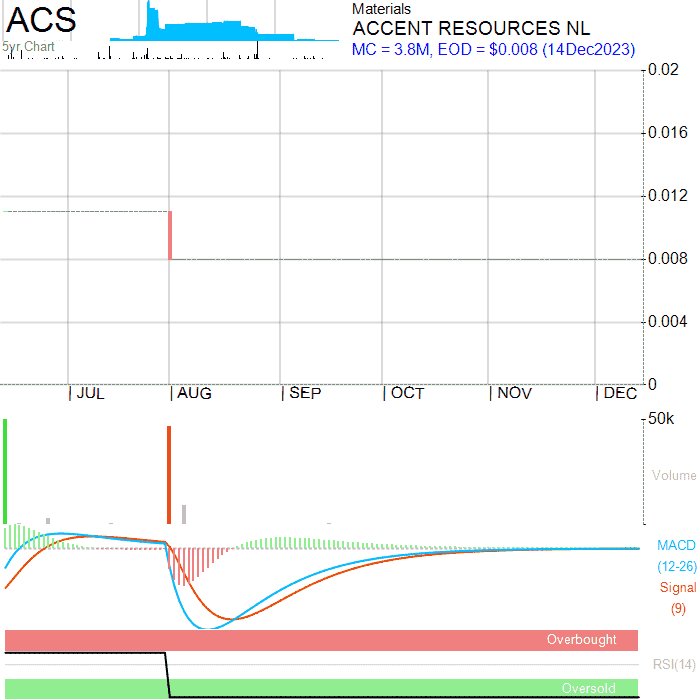 ACS
5yr. Chart
Materials
ACCENT RESOURCES NL
MC = 3.8M, EOD = $0.008 (14Dec2023)
0.02
0.016
0.012
0.008
0.004
0
JUL
AUG
SEP
OCT
NOV
DEC
50k
Volume
MACD
(12-26)
Signal
(9)
Overbought
RSI(14)
Oversold